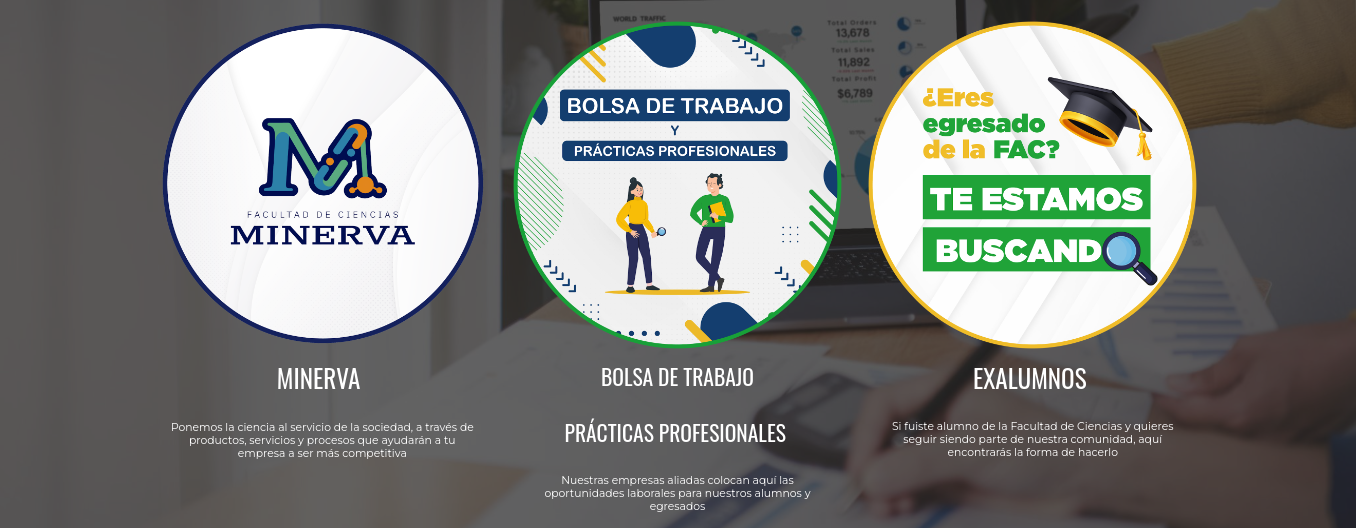 WORLD TRAFFIC
Total Orders
13,678
Total Sales
11,892
Total Profit
$6,789
FACULTAD DE CIENCIAS
MINERVA
BOLSA DE TRABAJO
Y
PRÁCTICAS PROFESIONALES
¿Eres
egresado
de la FAC?
TE ESTAMOS
BUSCANDO
MINERVA
Ponemos la ciencia al servicio de la sociedad, a través de
productos, servicios y procesos que ayudarán a tu
empresa a ser más competitiva
BOLSA DE TRABAJO
PRÁCTICAS PROFESIONALES
Nuestras empresas aliadas colocan aquí las
oportunidades laborales para nuestros alumnos y
egresados
EXALUMNOS
Si fuiste alumno de la Facultad de Ciencias y quieres
seguir siendo parte de nuestra comunidad, aquí
encontrarás la forma de hacerlo